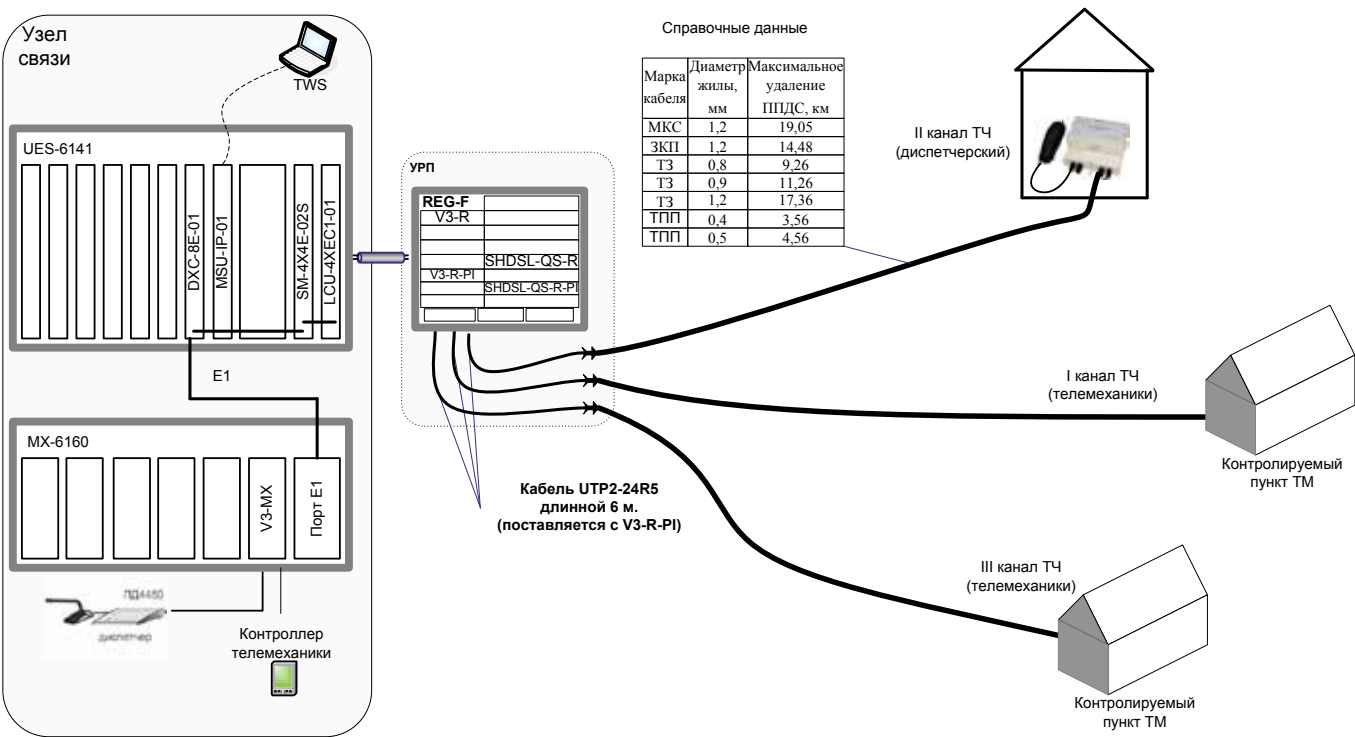 Узел
связи
TWS
UES-6141
DXC-8E-01
MSU-IP-01
SM-4X4E-02S
LCU-4XEC1-01
E1
MX-6160
V3-MX
Порт E1
ПД4460
диспетчер
Контроллер
телемеханики
УРП
REG-F
V3-R
SHDSL-QS-R
V3-R-PI
SHDSL-QS-R-PI
Кабель UTP2-24R5
длинной 6 м.
(поставляется с V3-R-PI)
Справочные данные
Марка кабеля Диаметр жилы, мм Максимальное удаление ППДС, км
МКС 1,2 19,05
ЗКП 1,2 14,48
ТЗ 0,8 9,26
ТЗ 0,9 11,26
ТЗ 1,2 17,36
ТПП 0,4 3,56
ТПП 0,5 4,56
II канал ТЧ
(диспетчерский)
I канал ТЧ
(телемеханики)
Контролируемый
пункт ТМ
III канал ТЧ
(телемеханики)
Контролируемый
пункт ТМ